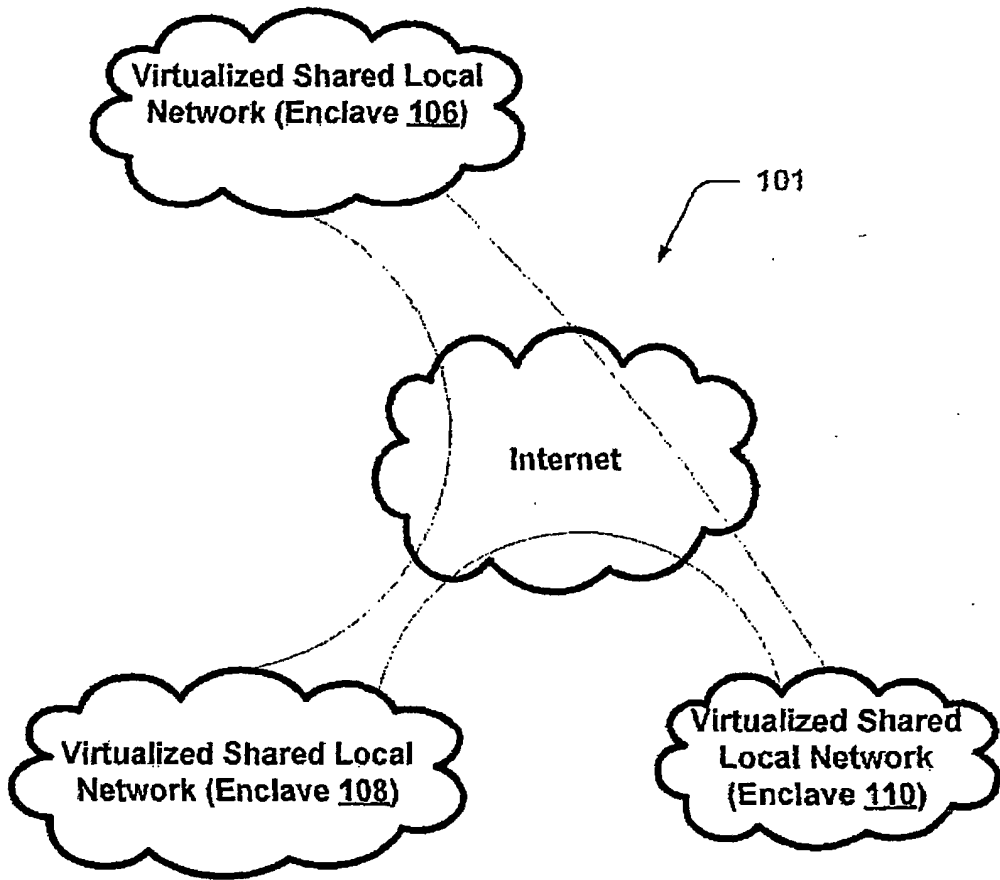 Virtualized Shared Local
Network (Enclave 106)
101
Internet
Virtualized Shared Local
Network (Enclave 108)
Virtualized Shared
Local Network
(Enclave 110)